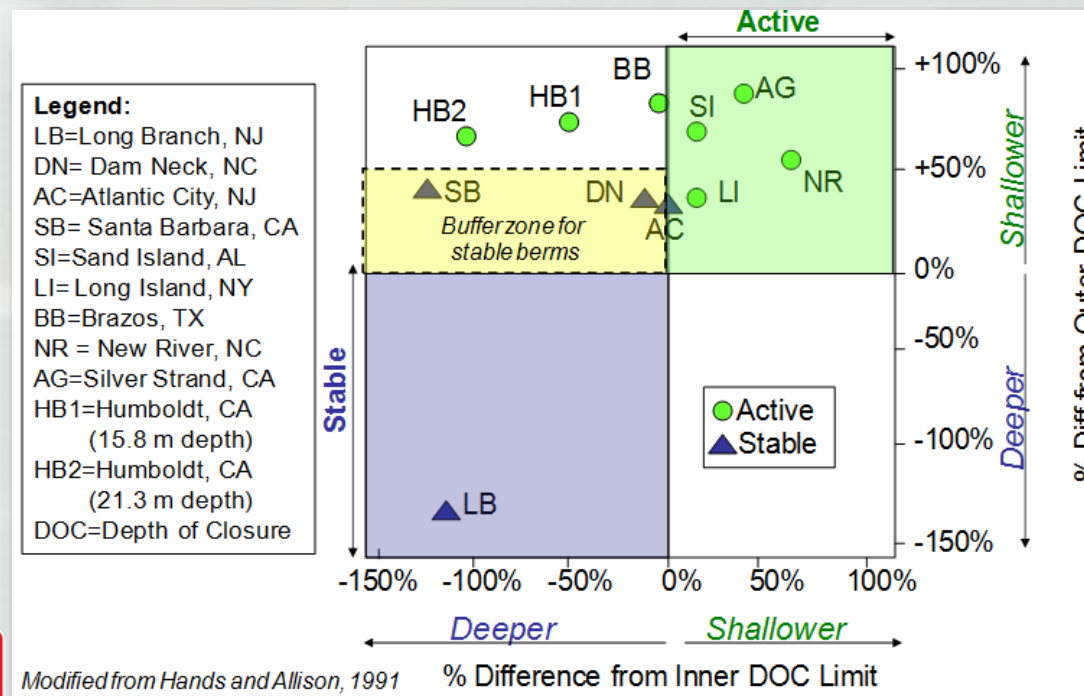 Legend:
LB=Long Branch, NJ
DN= Dam Neck, NC
AC=Atlantic City, NJ
SB= Santa Barbara, CA
SI=Sand Island, AL
LI= Long Island, NY
BB=Brazos, TX
NR = New River, NC
AG=Silver Strand, CA
HB1=Humboldt, CA
(15.8 m depth)
HB2=Humboldt, CA
(21.3 m depth)
DOC=Depth of Closure
Active
BB
HB1
HB2
SI
AG
NR
LI
SB
DN
AC
Buffer zone for
stable berms
Stable
LB
Active
Stable
+100%
+50%
0%
-50%
-100%
-150%
Shallower
Deeper
% Diff from Outer DOC Limit
-150%
-100%
-50%
0%
50%
100%
Deeper
Shallower
% Difference from Inner DOC Limit
Modified from Hands and Allison, 1991